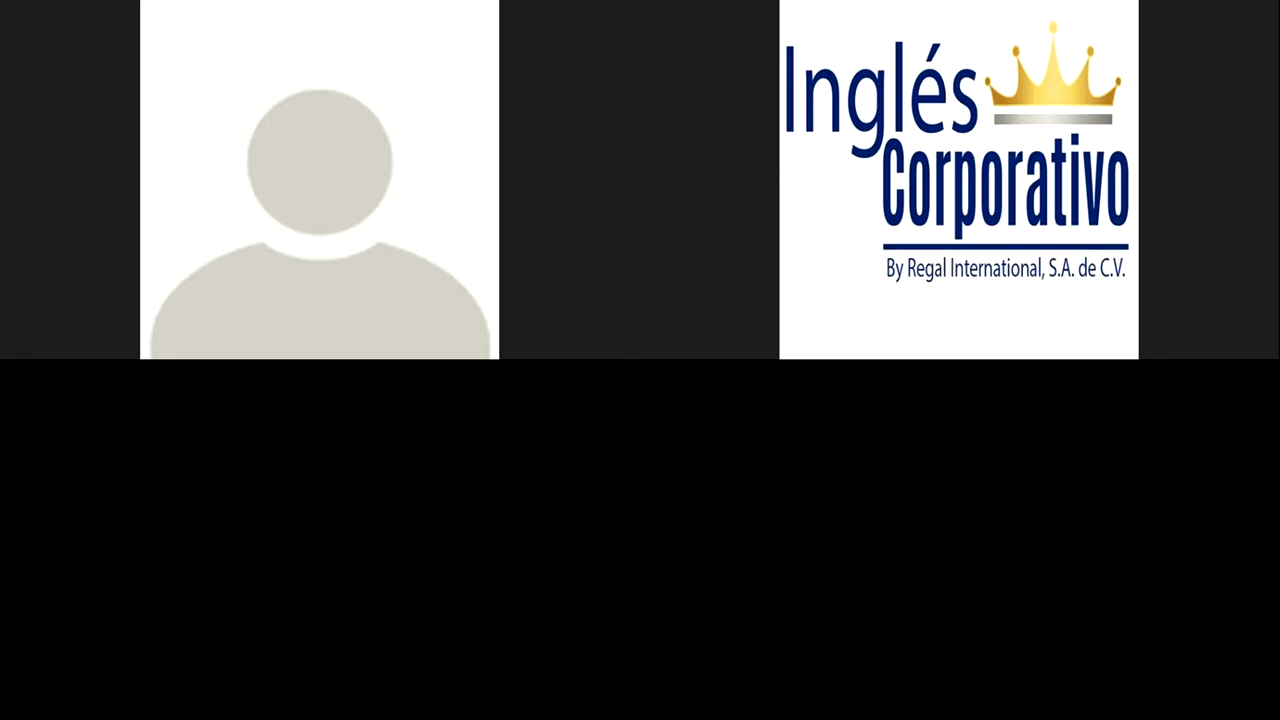 Inglés
Corporativo
By Regal International, S.A. de C.V.